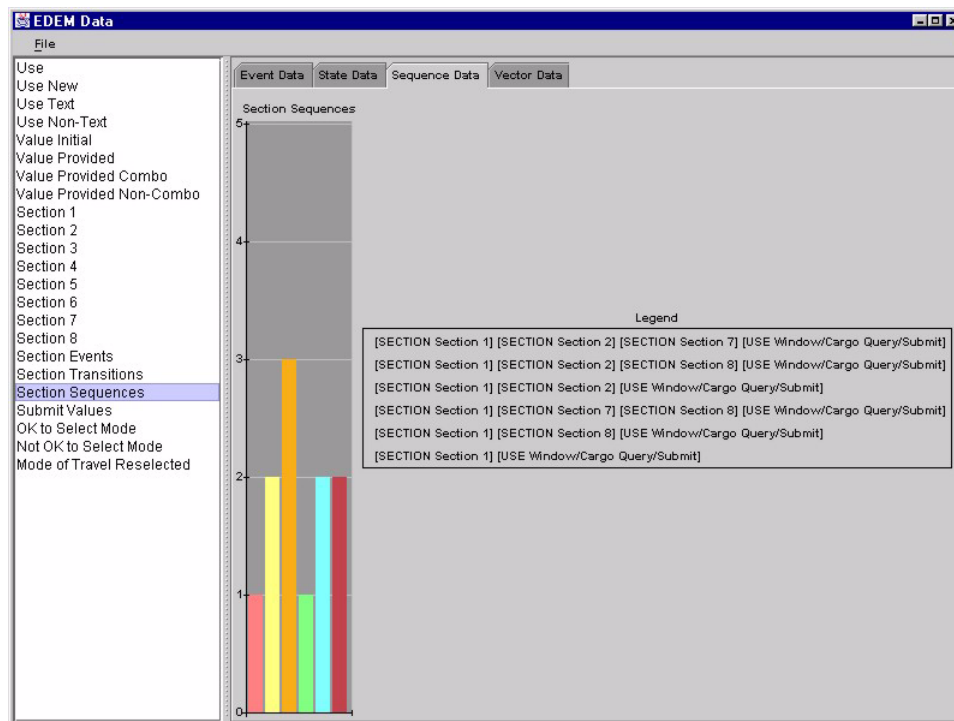 EDEM Data
File
Use
Use New
Use Text
Use Non-Text
Value Initial
Value Provided
Value Provided Combo
Value Provided Non-Combo
Section 1
Section 2
Section 3
Section 4
Section 5
Section 6
Section 7
Section 8
Section Events
Section Transitions
Section Sequences
Submit Values
OK to Select Mode
Not OK to Select Mode
Mode of Travel Reselected
Event Data State Data Sequence Data Vector Data
Section Sequences
5
4
3
2
1
0
Legend
[SECTION Section 1] [SECTION Section 2] [SECTION Section 7] [USE Window/Cargo Query/Submit]
[SECTION Section 1] [SECTION Section 2] [SECTION Section 8] [USE Window/Cargo Query/Submit]
[SECTION Section 1] [SECTION Section 2] [USE Window/Cargo Query/Submit]
[SECTION Section 1] [SECTION Section 7] [SECTION Section 8] [USE Window/Cargo Query/Submit]
[SECTION Section 1] [SECTION Section 8] [USE Window/Cargo Query/Submit]
[SECTION Section 1] [USE Window/Cargo Query/Submit]